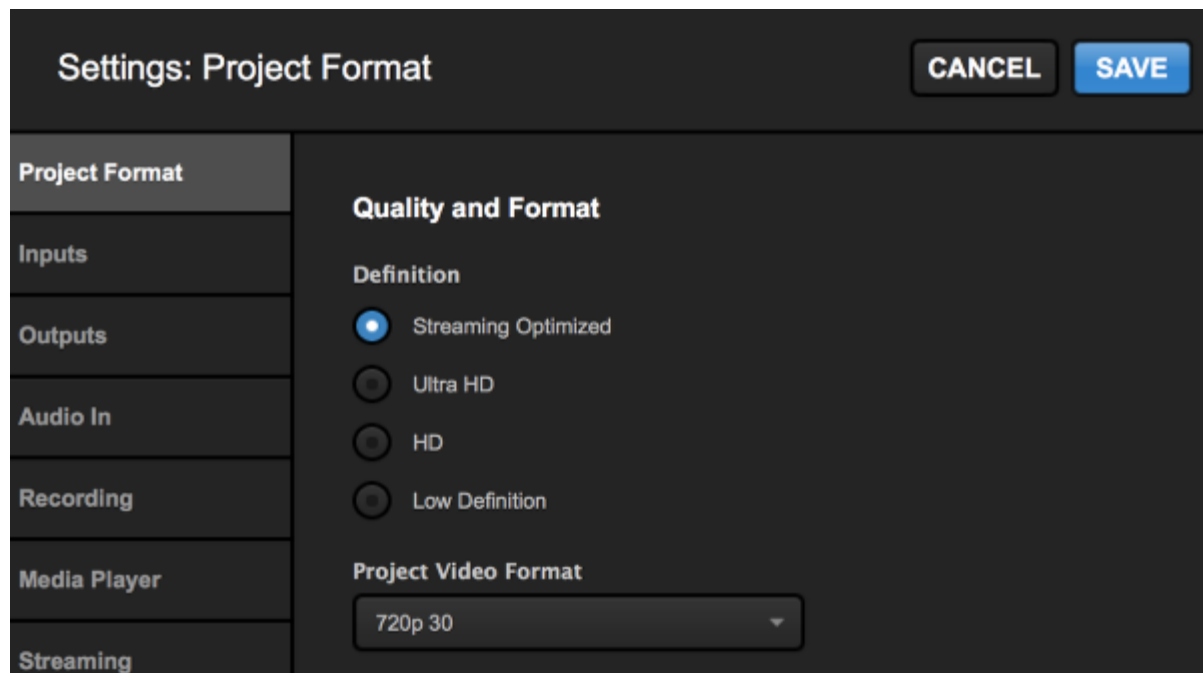 Settings: Project Format
CANCEL
SAVE
Project Format
Inputs
Outputs
Audio In
Recording
Media Player
Streaming
Quality and Format
Definition
Streaming Optimized
Ultra HD
HD
Low Definition
Project Video Format
720p 30